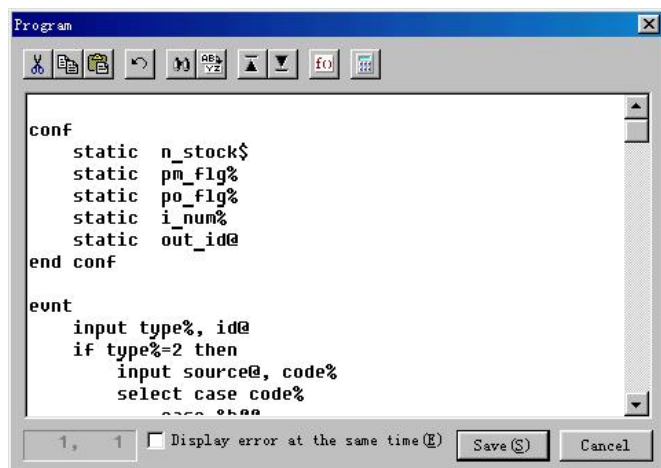 Program
conf
    static  n_stock$
    static  pm_flg%
    static  po_flg%
    static  i_num%
    static  out_id@
end conf
evnt
    input type%, id@
    if type%=2 then
        input source@, code%
        select case code%
1,    1
Display error at the same time(E)
Save(S)
Cancel